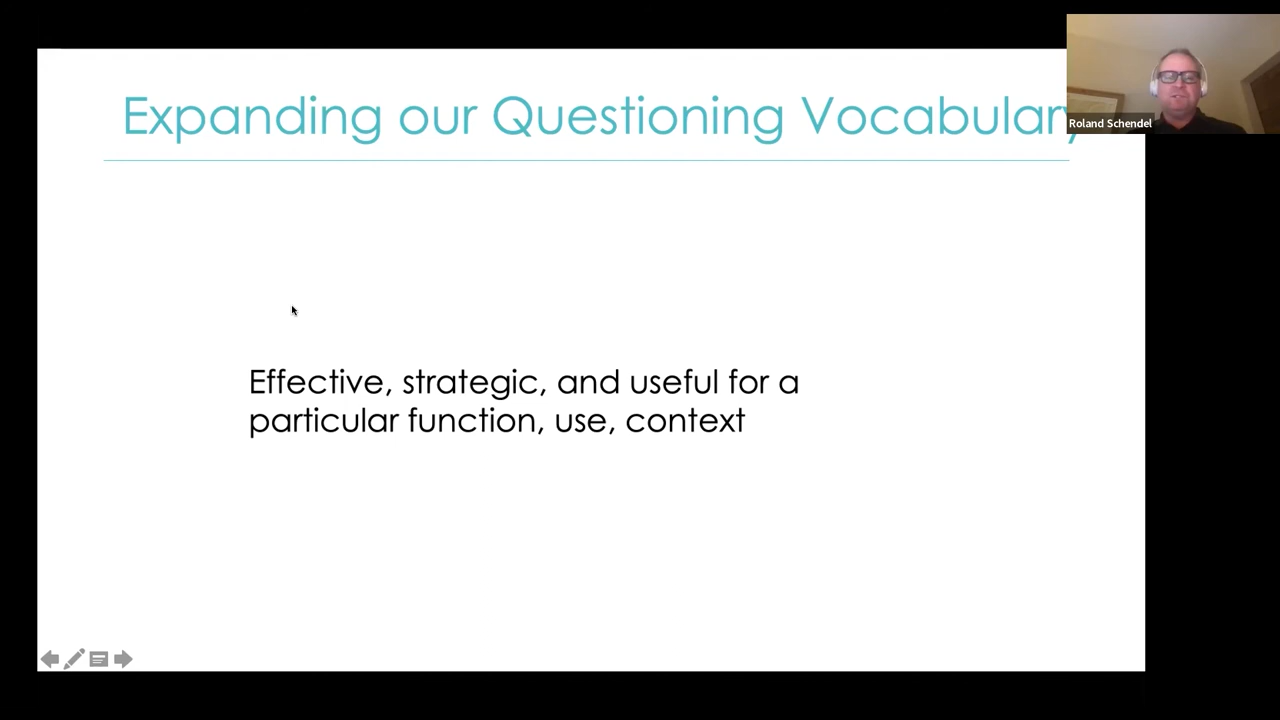 Expanding our Questioning Vocabulary
Roland Schendel
Effective, strategic, and useful for a
particular function, use, context